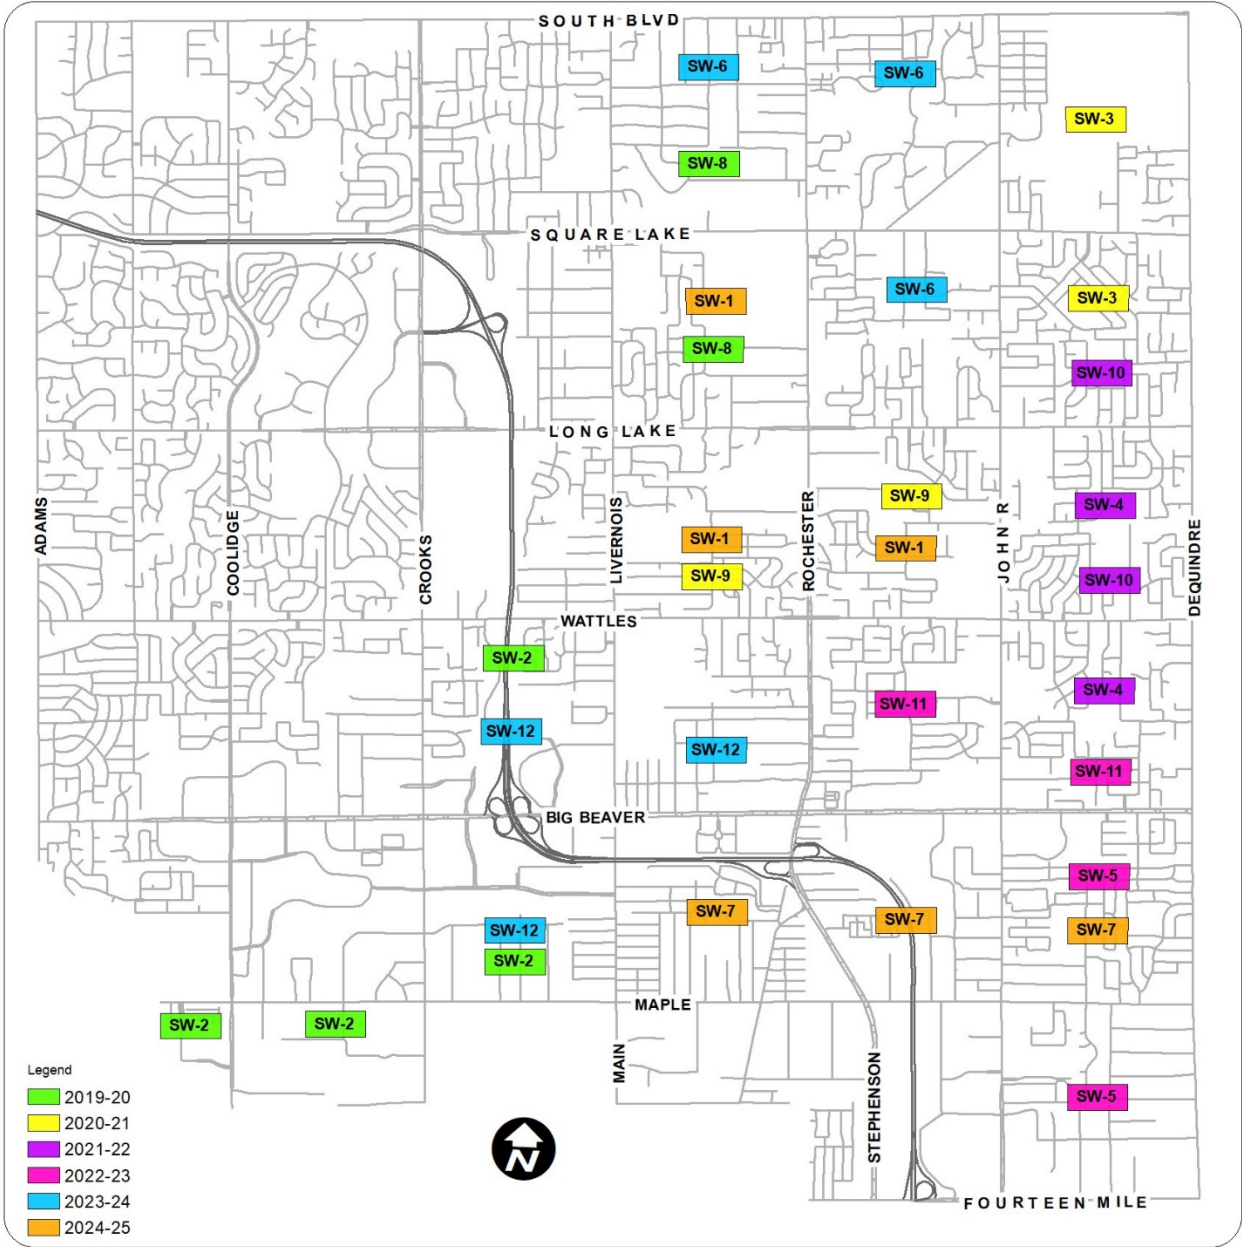 SOUTH BLVD
SW-6
SW-6
SW-3
SW-8
SQUARE LAKE
SW-6
SW-3
SW-1
SW-8
SW-10
LONG LAKE
ADAMS
COOLIDGE
CROOKS
LIVERNOIS
ROCHESTER
JOHN R
DEQUINDRE
SW-9
SW-4
SW-1
SW-1
SW-9
SW-10
WATTLES
SW-2
SW-4
SW-11
SW-12
SW-12
SW-11
BIG BEAVER
SW-5
SW-7
SW-7
SW-7
SW-12
SW-2
MAPLE
SW-2
SW-2
MAIN
STEPHENSON
SW-5
Legend
2019-20
2020-21
2021-22
2022-23
2023-24
2024-25
N
FOURTEEN MILE